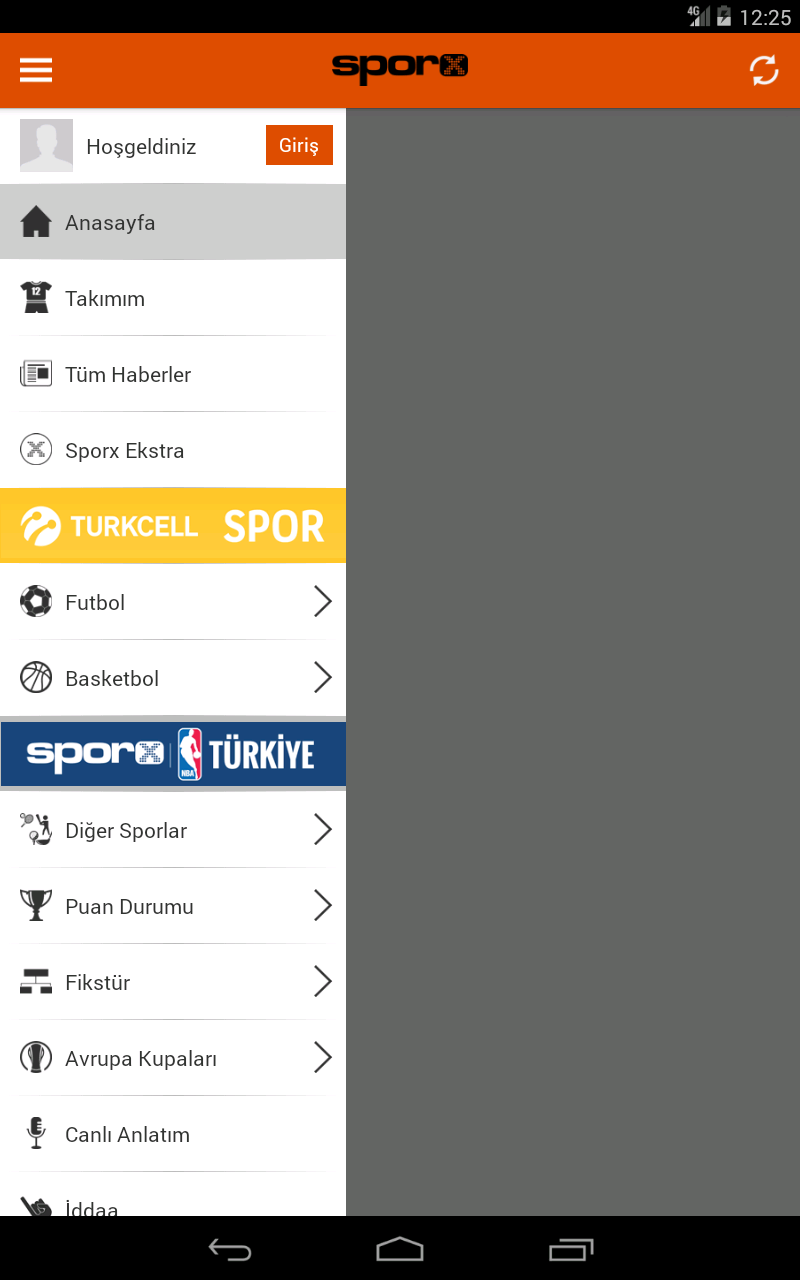 4G 12:25
sporx
Hoşgeldiniz Giriş
Anasayfa
12
Takımım
Tüm Haberler
Sporx Ekstra
TURKCELL SPOR
Futbol
Basketbol
sporx NBA TÜRKİYE
Diğer Sporlar
Puan Durumu
Fikstür
Avrupa Kupaları
Canlı Anlatım
İddaa